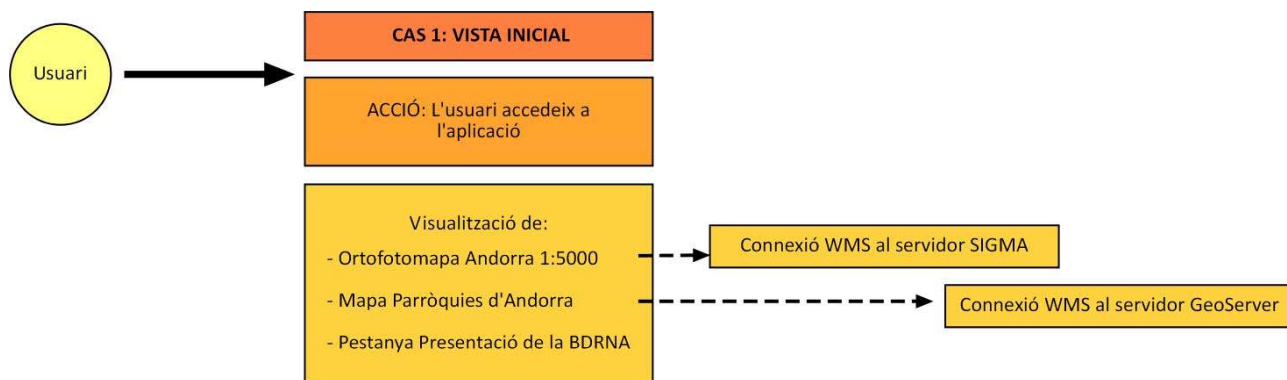 CAS 1: VISTA INICIAL
Usuari
ACCIÓ: L'usuari accedeix a
l'aplicació
Visualització de:
- Ortofotomapa Andorra 1:5000
Connexió WMS al servidor SIGMA
- Mapa Parròquies d'Andorra
Connexió WMS al servidor GeoServer
- Pestanya Presentació de la BDRNA